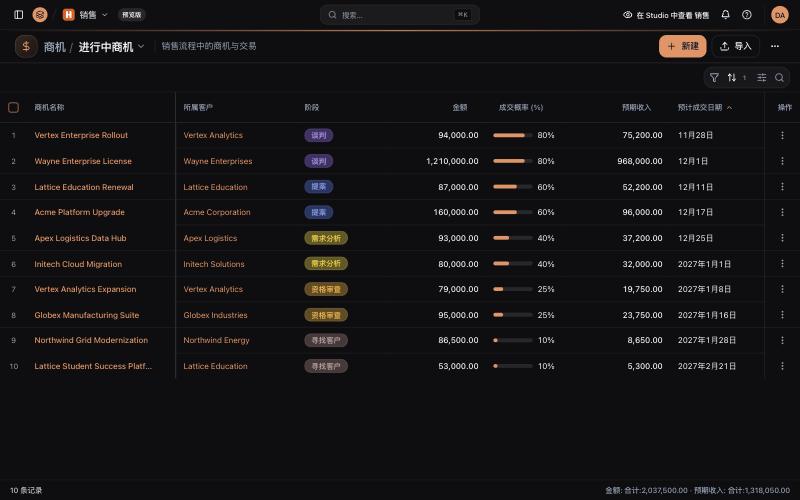 H 销售 预览版 搜索... ⌘K 在 Studio 中查看 销售 DA
商机 / 进行中商机 销售流程中的商机与交易 新建 导入
1
商机名称 所属客户 阶段 金额 成交概率 (%) 预期收入 预计成交日期 操作
1 Vertex Enterprise Rollout Vertex Analytics 谈判 94,000.00 80% 75,200.00 11月28日
2 Wayne Enterprise License Wayne Enterprises 谈判 1,210,000.00 80% 968,000.00 12月1日
3 Lattice Education Renewal Lattice Education 提案 87,000.00 60% 52,200.00 12月11日
4 Acme Platform Upgrade Acme Corporation 提案 160,000.00 60% 96,000.00 12月17日
5 Apex Logistics Data Hub Apex Logistics 需求分析 93,000.00 40% 37,200.00 12月25日
6 Initech Cloud Migration Initech Solutions 需求分析 80,000.00 40% 32,000.00 2027年1月1日
7 Vertex Analytics Expansion Vertex Analytics 资格审查 79,000.00 25% 19,750.00 2027年1月8日
8 Globex Manufacturing Suite Globex Industries 资格审查 95,000.00 25% 23,750.00 2027年1月16日
9 Northwind Grid Modernization Northwind Energy 寻找客户 86,500.00 10% 8,650.00 2027年1月28日
10 Lattice Student Success Platf... Lattice Education 寻找客户 53,000.00 10% 5,300.00 2027年2月21日
10 条记录 金额: 合计:2,037,500.00 · 预期收入: 合计:1,318,050.00